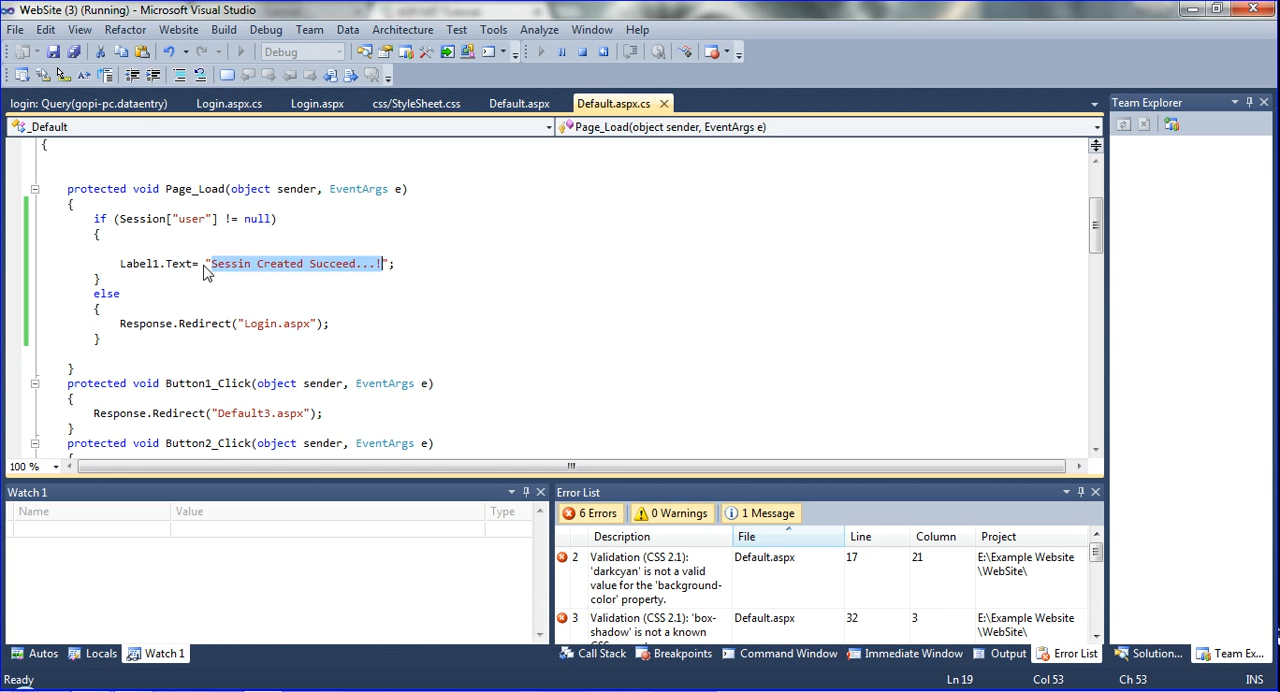 WebSite (3) (Running) - Microsoft Visual Studio
File Edit View Refactor Website Build Debug Team Data Architecture Test Tools Analyze Window Help
Debug
login: Query(gopi-pc.dataentry) Login.aspx.cs Login.aspx css/StyleSheet.css Default.aspx Default.aspx.cs Team Explorer
_Default Page_Load(object sender, EventArgs e)
{
protected void Page_Load(object sender, EventArgs e)
{
if (Session["user"] != null)
{
Label1.Text= "Sessin Created Succeed...!";
}
else
{
Response.Redirect("Login.aspx");
}
}
protected void Button1_Click(object sender, EventArgs e)
{
Response.Redirect("Default3.aspx");
}
protected void Button2_Click(object sender, EventArgs e)
100 %
Watch 1
Name Value Type
Error List
6 Errors 0 Warnings 1 Message
Description File Line Column Project
2 Validation (CSS 2.1): 'darkcyan' is not a valid value for the 'background-color' property. Default.aspx 17 21 E:\Example Website\WebSite\
3 Validation (CSS 2.1): 'box-shadow' is not a known Default.aspx 32 3 E:\Example Website\WebSite\
Autos Locals Watch 1 Call Stack Breakpoints Command Window Immediate Window Output Error List Solution... Team Ex...
Ready Ln 19 Col 53 Ch 53 INS